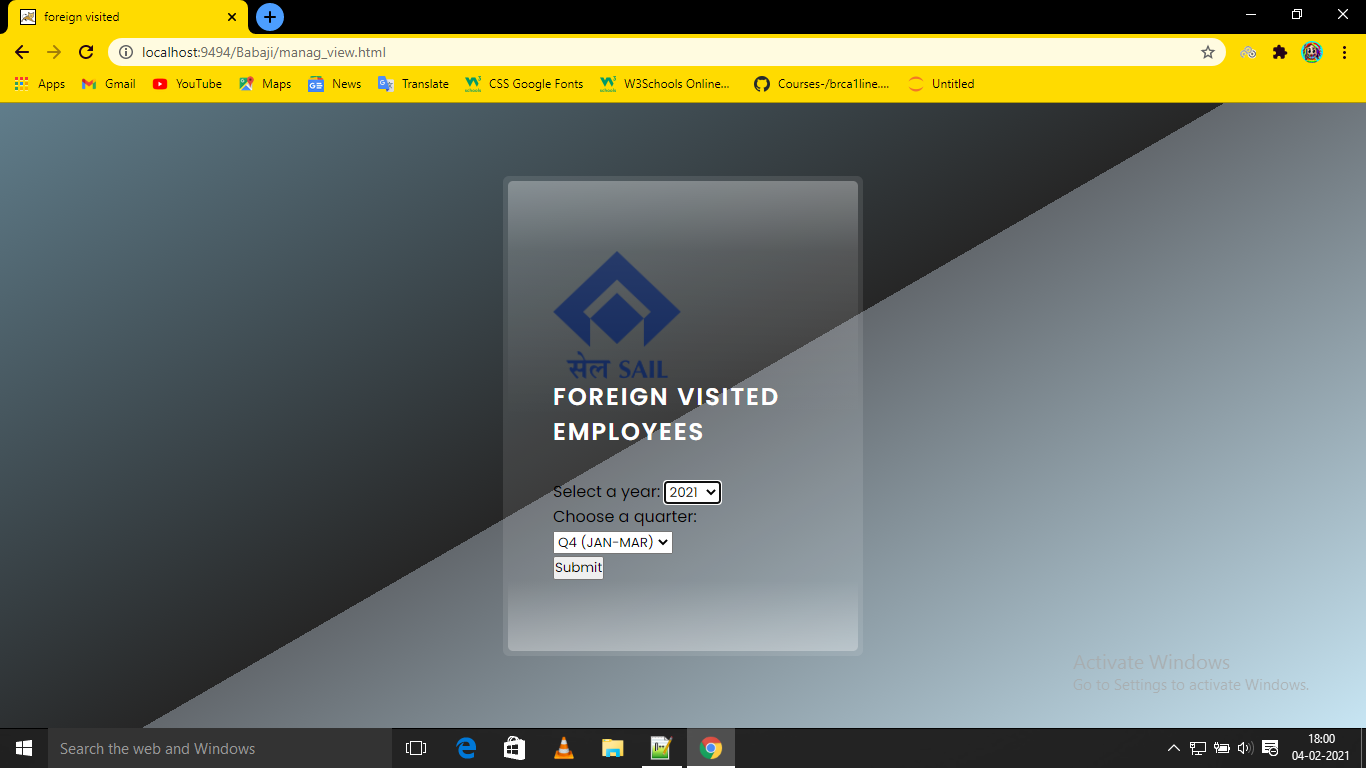 foreign visited
localhost:9494/Babaji/manag_view.html
Apps Gmail YouTube Maps News Translate CSS Google Fonts W3Schools Online... Courses-/brca1line.... Untitled
सेल SAIL
FOREIGN VISITED
EMPLOYEES
Select a year: 2021
Choose a quarter:
Q4 (JAN-MAR)
Submit
Activate Windows
Go to Settings to activate Windows.
Search the web and Windows
18:00
04-02-2021